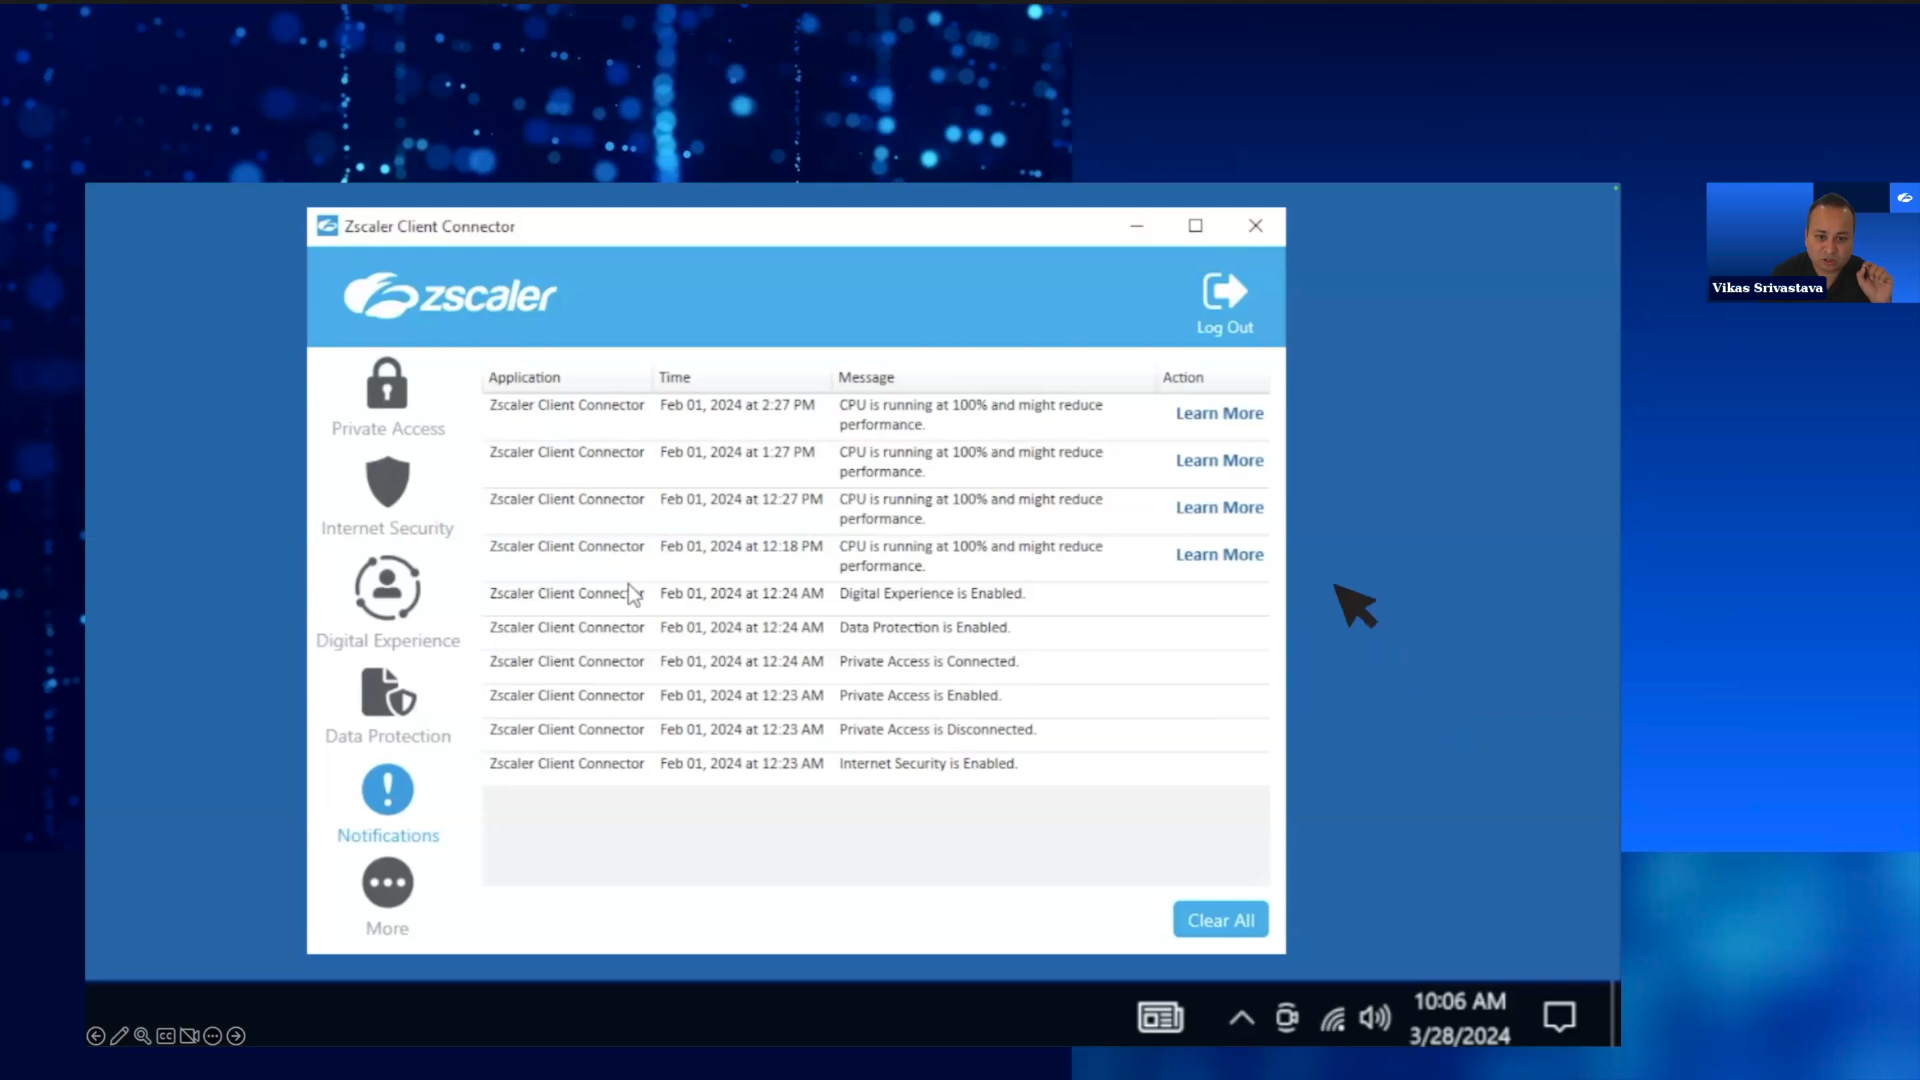 Zscaler Client Connector
zscaler
Log Out
Private Access
Internet Security
Digital Experience
Data Protection
Notifications
More
Application Time Message Action
Zscaler Client Connector Feb 01, 2024 at 2:27 PM CPU is running at 100% and might reduce
performance. Learn More
Zscaler Client Connector Feb 01, 2024 at 1:27 PM CPU is running at 100% and might reduce
performance. Learn More
Zscaler Client Connector Feb 01, 2024 at 12:27 PM CPU is running at 100% and might reduce
performance. Learn More
Zscaler Client Connector Feb 01, 2024 at 12:18 PM CPU is running at 100% and might reduce
performance. Learn More
Zscaler Client Connector Feb 01, 2024 at 12:24 AM Digital Experience is Enabled.
Zscaler Client Connector Feb 01, 2024 at 12:24 AM Data Protection is Enabled.
Zscaler Client Connector Feb 01, 2024 at 12:24 AM Private Access is Connected.
Zscaler Client Connector Feb 01, 2024 at 12:23 AM Private Access is Enabled.
Zscaler Client Connector Feb 01, 2024 at 12:23 AM Private Access is Disconnected.
Zscaler Client Connector Feb 01, 2024 at 12:23 AM Internet Security is Enabled.
Clear All
10:06 AM
3/28/2024
CC
Vikas Srivastava